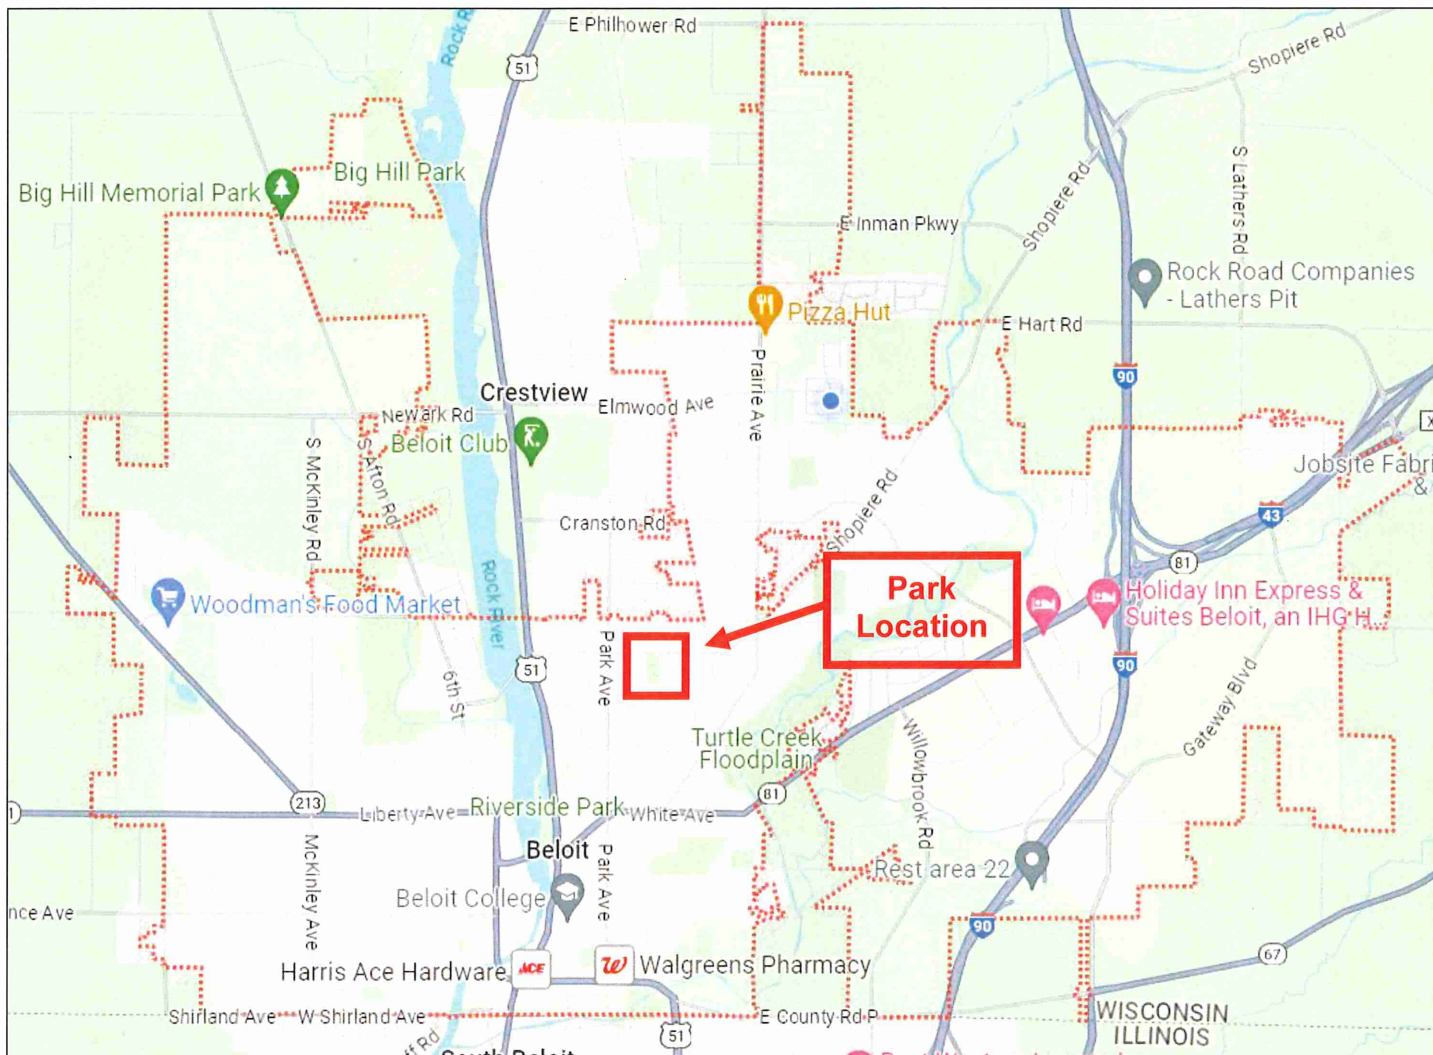 E Philhower Rd
Rock R
51
Shopiere Rd
Big Hill Park
Big Hill Memorial Park
S Lathers Rd
Shopiere Rd
E Inman Pkwy
Rock Road Companies
- Lathers Pit
Pizza Hut
E Hart Rd
Prairie Ave
90
Crestview
Elmwood Ave
Newark Rd
Beloit Club
S McKinley Rd
S Afton Rd
Jobsite Fabri
&
Shopiere Rd
Cranston Rd
43
81
Rock River
Park
Location
Woodman's Food Market
Holiday Inn Express &
Suites Beloit, an IHG H...
Park Ave
51
90
6th St
Gateway Blvd
Turtle Creek
Floodplain
Willowbrook Rd
81
213
Liberty Ave
Riverside Park
White Ave
Beloit
McKinley Ave
Park Ave
Rest area 22
Beloit College
nce Ave
90
67
Harris Ace Hardware
ACE
W
Walgreens Pharmacy
Shirland Ave
W Shirland Ave
E County Rd P
WISCONSIN
ILLINOIS
51
ff Rd
South Beloit